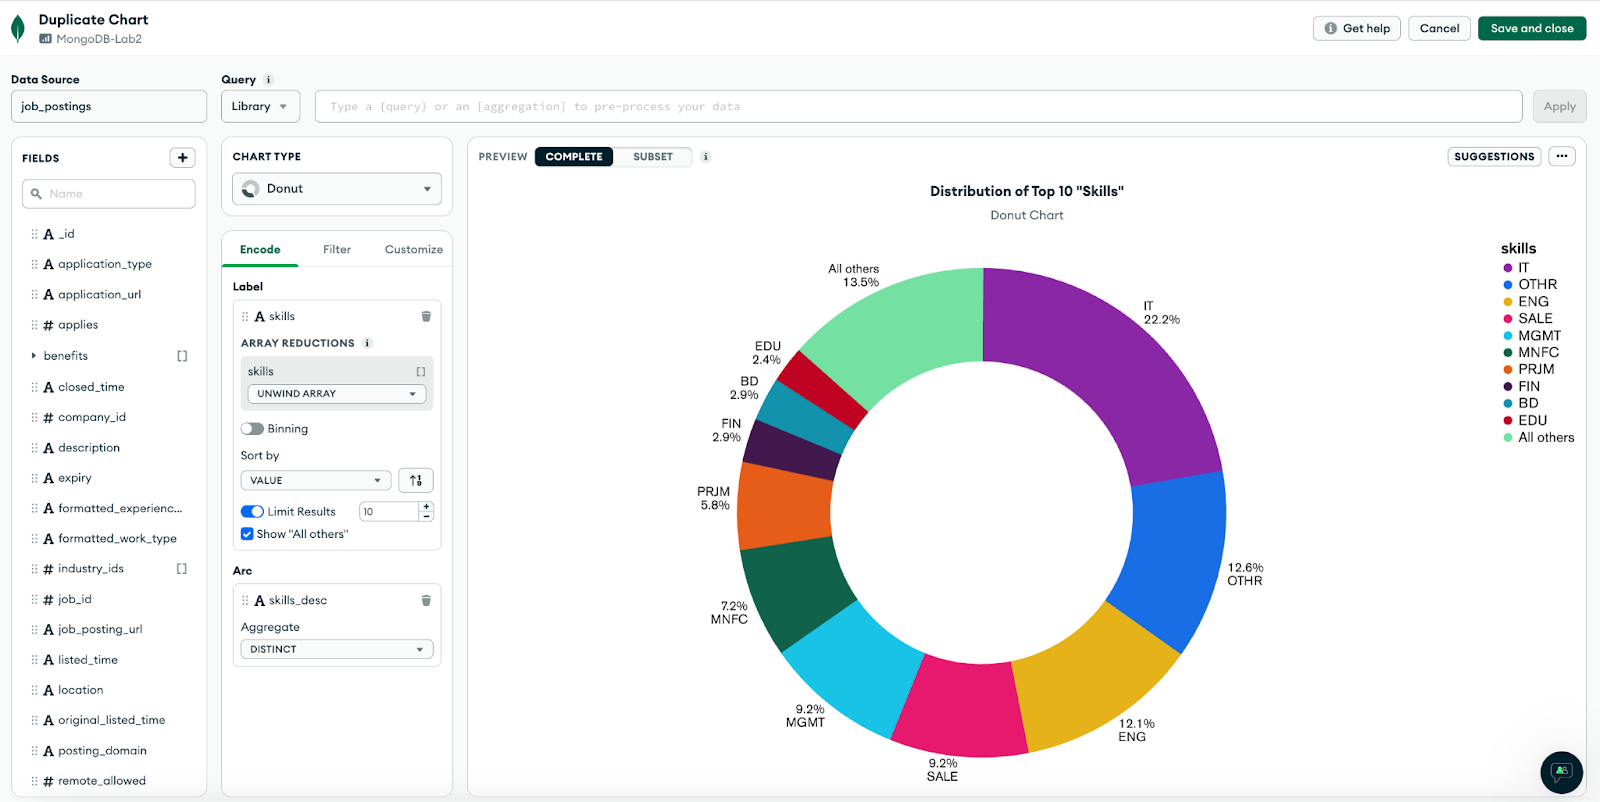 Duplicate Chart
MongoDB-Lab2
Get help
Cancel
Save and close
Data Source
job_postings
Query
Library
Type a {query} or an [aggregation] to pre-process your data
Apply
FIELDS
+
Name
A _id
A application_type
A application_url
# applies
benefits []
A closed_time
# company_id
A description
A expiry
A formatted_experienc...
A formatted_work_type
# industry_ids []
# job_id
A job_posting_url
A listed_time
A location
A original_listed_time
A posting_domain
# remote_allowed
CHART TYPE
Donut
Encode
Filter
Customize
Label
A skills
ARRAY REDUCTIONS
skills []
UNWIND ARRAY
Binning
Sort by
VALUE
Limit Results
10
Show "All others"
Arc
A skills_desc
Aggregate
DISTINCT
PREVIEW
COMPLETE
SUBSET
SUGGESTIONS
Distribution of Top 10 "Skills"
Donut Chart
All others
13.5%
IT
22.2%
EDU
2.4%
BD
2.9%
FIN
2.9%
PRJM
5.8%
12.6%
OTHR
7.2%
MNFC
9.2%
MGMT
12.1%
ENG
9.2%
SALE
skills
IT
OTHR
ENG
SALE
MGMT
MNFC
PRJM
FIN
BD
EDU
All others